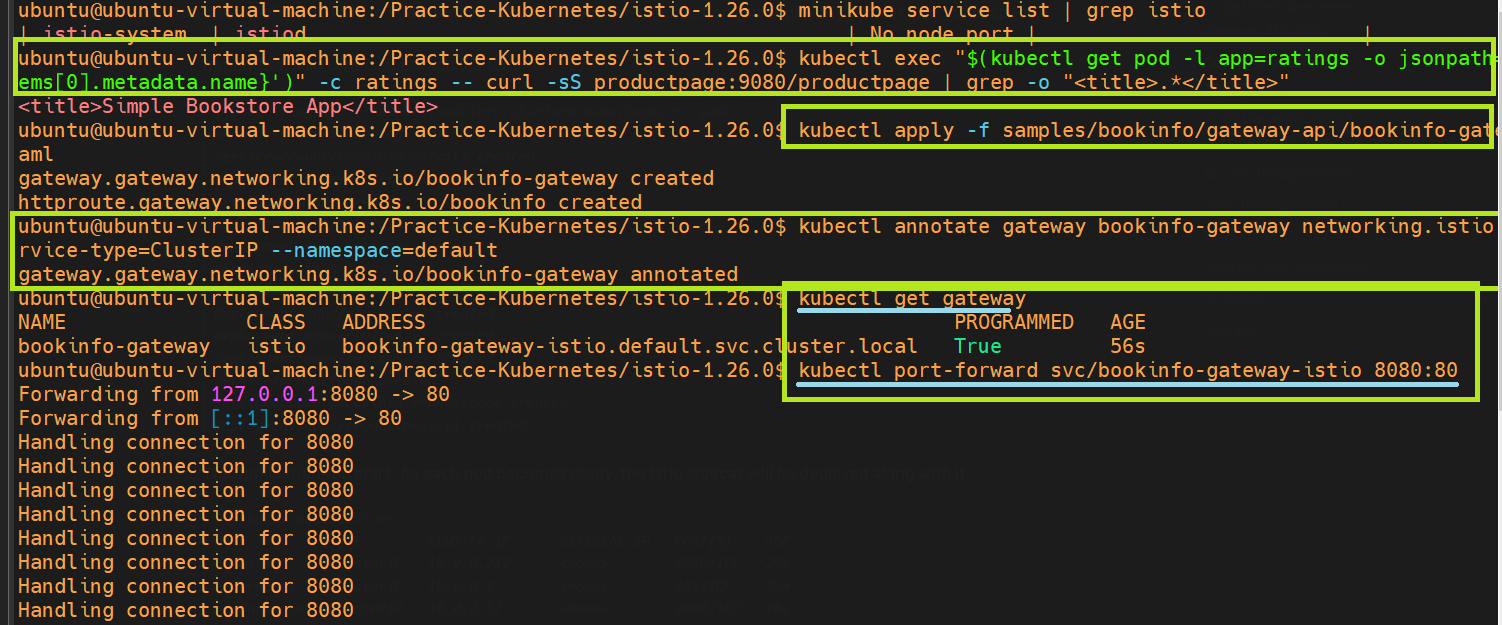 ubuntu@ubuntu-virtual-machine:/Practice-Kubernetes/istio-1.26.0$ minikube service list | grep istio
| istio-system | istiod | No node port | |
ubuntu@ubuntu-virtual-machine:/Practice-Kubernetes/istio-1.26.0$ kubectl exec "$(kubectl get pod -l app=ratings -o jsonpath=
ems[0].metadata.name}')" -c ratings -- curl -sS productpage:9080/productpage | grep -o "<title>.*</title>"
<title>Simple Bookstore App</title>
ubuntu@ubuntu-virtual-machine:/Practice-Kubernetes/istio-1.26.0$ kubectl apply -f samples/bookinfo/gateway-api/bookinfo-gate
aml
gateway.gateway.networking.k8s.io/bookinfo-gateway created
httproute.gateway.networking.k8s.io/bookinfo created
ubuntu@ubuntu-virtual-machine:/Practice-Kubernetes/istio-1.26.0$ kubectl annotate gateway bookinfo-gateway networking.istio
rvice-type=ClusterIP --namespace=default
gateway.gateway.networking.k8s.io/bookinfo-gateway annotated
ubuntu@ubuntu-virtual-machine:/Practice-Kubernetes/istio-1.26.0$ kubectl get gateway
NAME CLASS ADDRESS PROGRAMMED AGE
bookinfo-gateway istio bookinfo-gateway-istio.default.svc.cluster.local True 56s
ubuntu@ubuntu-virtual-machine:/Practice-Kubernetes/istio-1.26.0$ kubectl port-forward svc/bookinfo-gateway-istio 8080:80
Forwarding from 127.0.0.1:8080 -> 80
Forwarding from [::1]:8080 -> 80
Handling connection for 8080
Handling connection for 8080
Handling connection for 8080
Handling connection for 8080
Handling connection for 8080
Handling connection for 8080
Handling connection for 8080
Handling connection for 8080